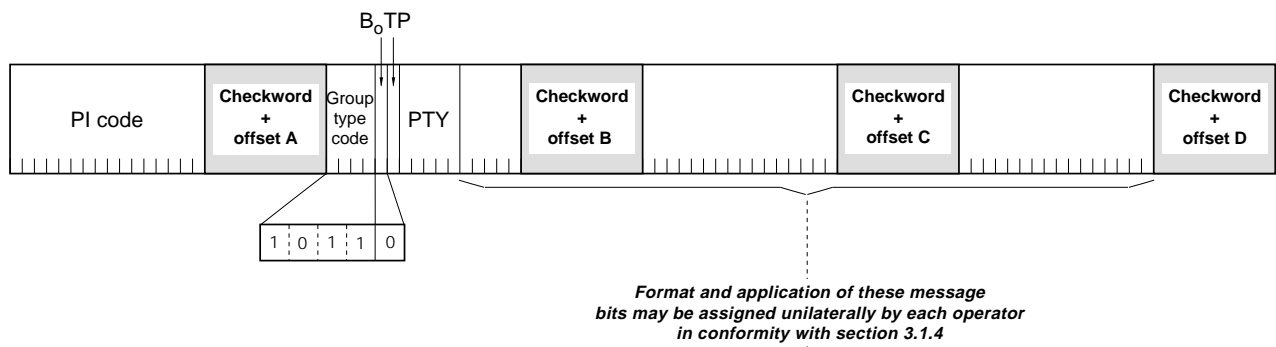 BoTP
PI code
Checkword
+
offset A
Group
type
code
PTY
Checkword
+
offset B
Checkword
+
offset C
Checkword
+
offset D
1 0 1 1 0
Format and application of these message
bits may be assigned unilaterally by each operator
in conformity with section 3.1.4